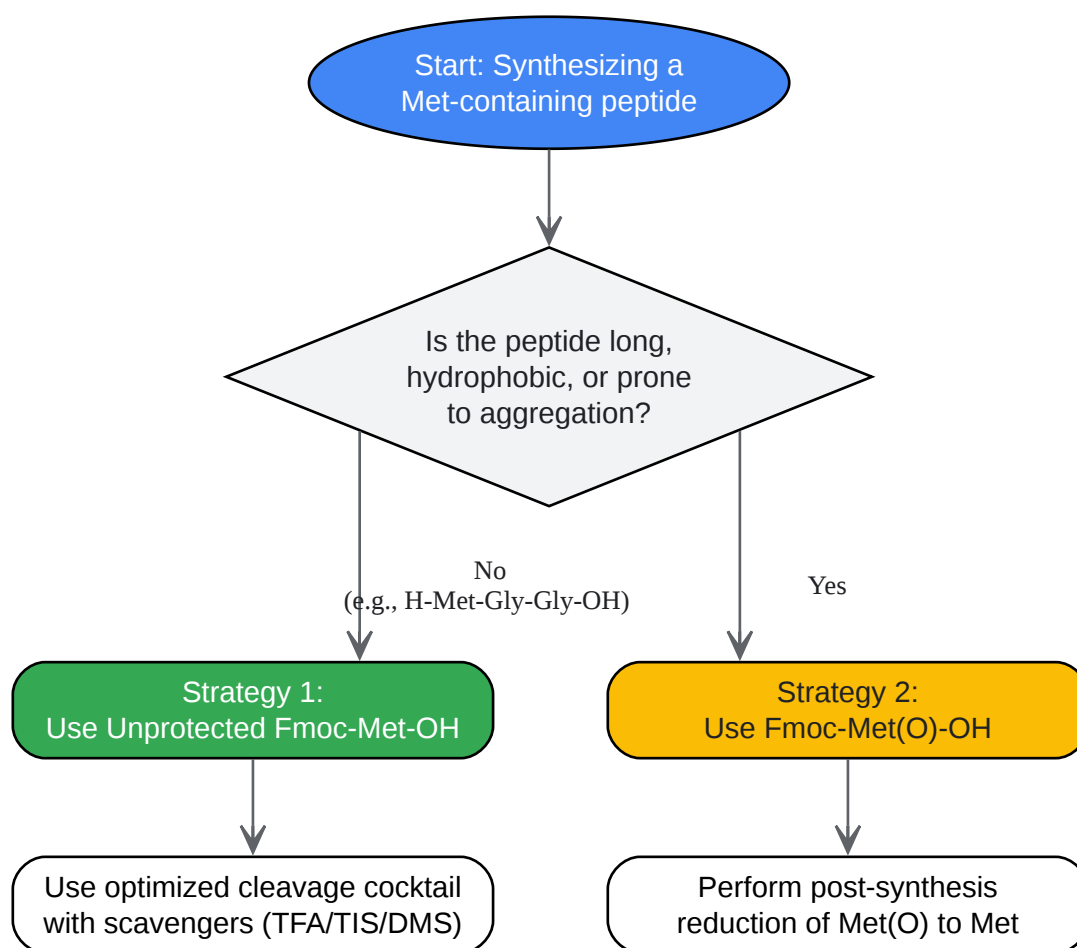 Start: Synthesizing a
Met-containing peptide
Is the peptide long,
hydrophobic, or prone
to aggregation?
No
(e.g., H-Met-Gly-Gly-OH)
Yes
Strategy 1:
Use Unprotected Fmoc-Met-OH
Strategy 2:
Use Fmoc-Met(O)-OH
Use optimized cleavage cocktail
with scavengers (TFA/TIS/DMS)
Perform post-synthesis
reduction of Met(O) to Met